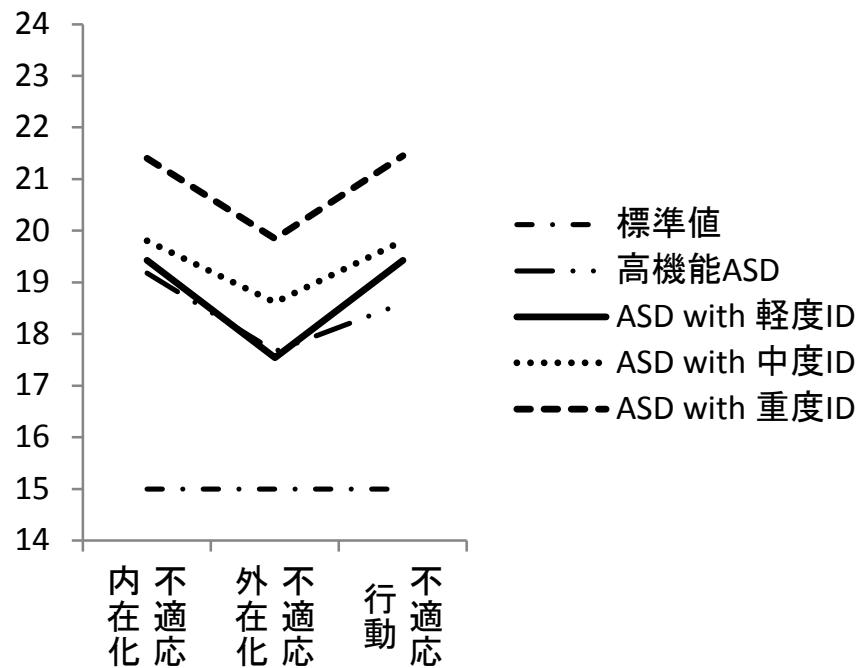 24
23
22
21
20
19
18
17
16
15
14
標準値
高機能ASD
ASD with 軽度ID
ASD with 中度ID
ASD with 重度ID
不適応
内在化
不適応
外在化
不適応
行動